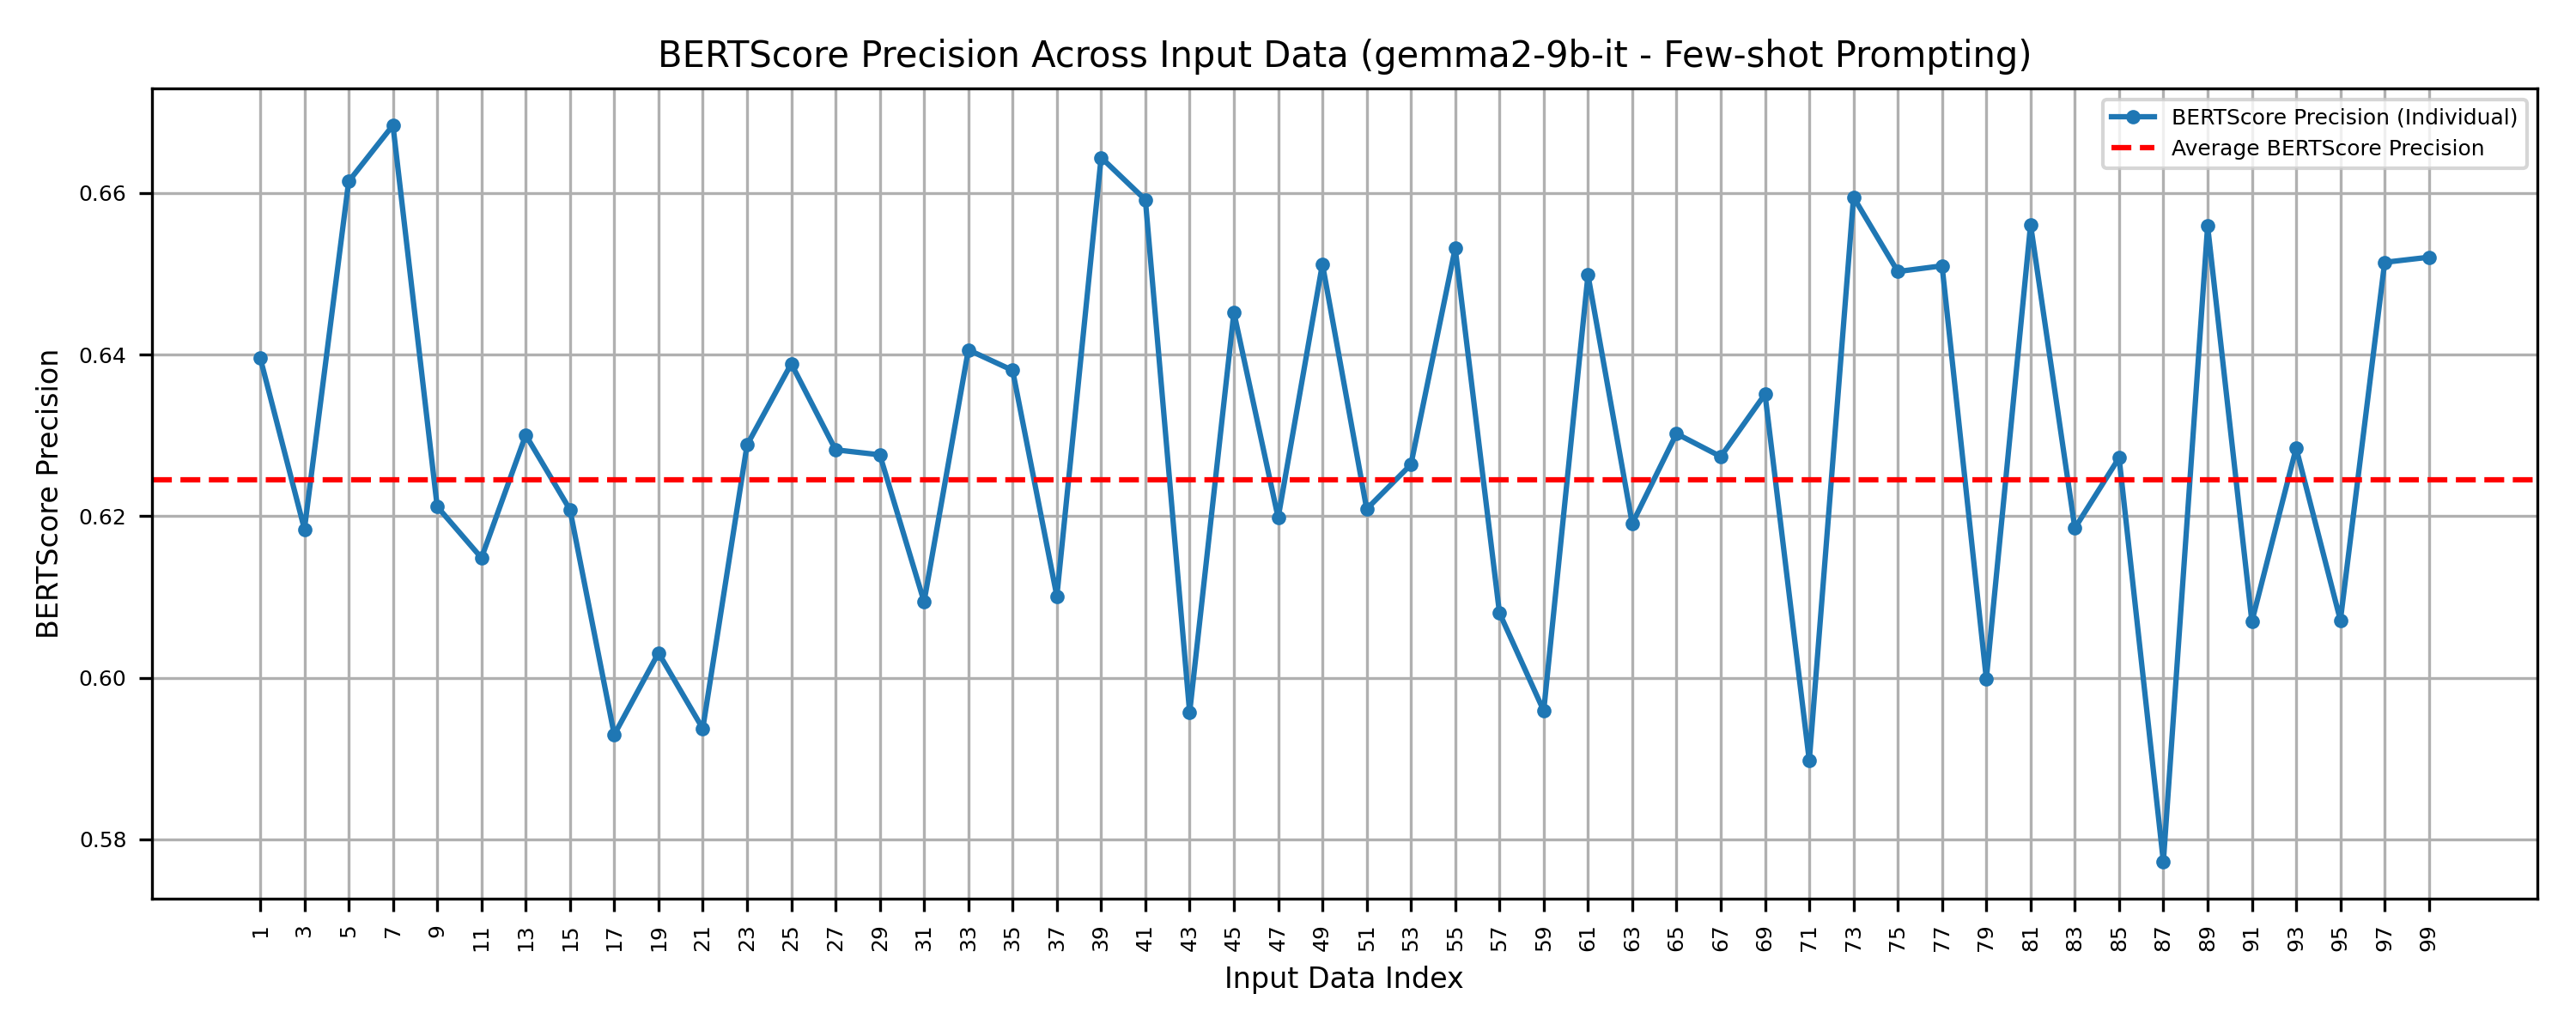 BERTScore Precision Across Input Data (gemma2-9b-it - Few-shot Prompting)
BERTScore Precision (Individual)
Average BERTScore Precision
BERTScore Precision
0.66
0.64
0.62
0.60
0.58
1 3 5 7 9 11 13 15 17 19 21 23 25 27 29 31 33 35 37 39 41 43 45 47 49 51 53 55 57 59 61 63 65 67 69 71 73 75 77 79 81 83 85 87 89 91 93 95 97 99
Input Data Index